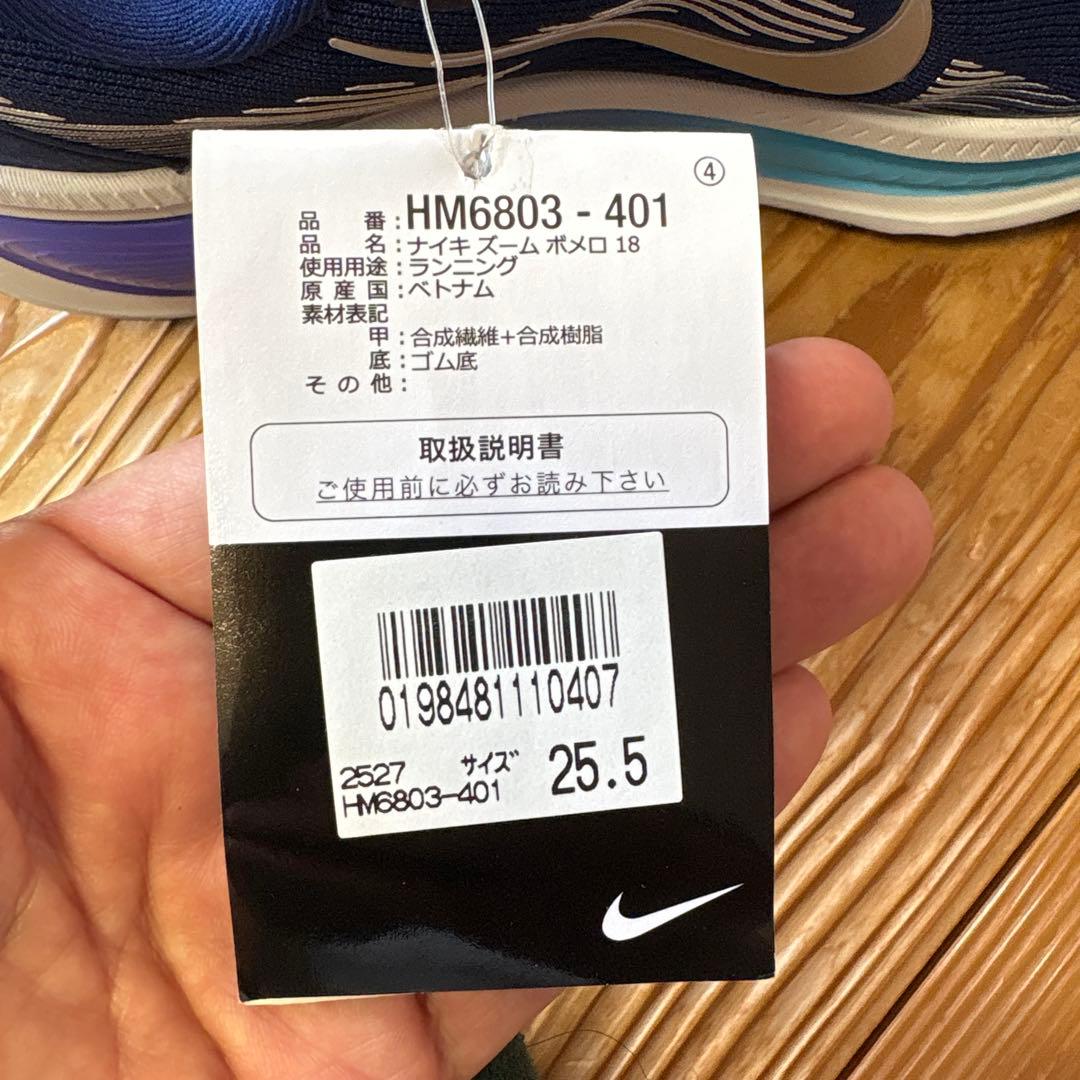 ④
品番:HM6803 - 401
品名:ナイキ ズーム ボメロ 18
使用用途:ランニング
原産国:ベトナム
素材表記
甲:合成繊維+合成樹脂
底:ゴム底
その他:
取扱説明書
ご使用前に必ずお読み下さい
0198481110407
2527 サイズ 25.5
HM6803-401